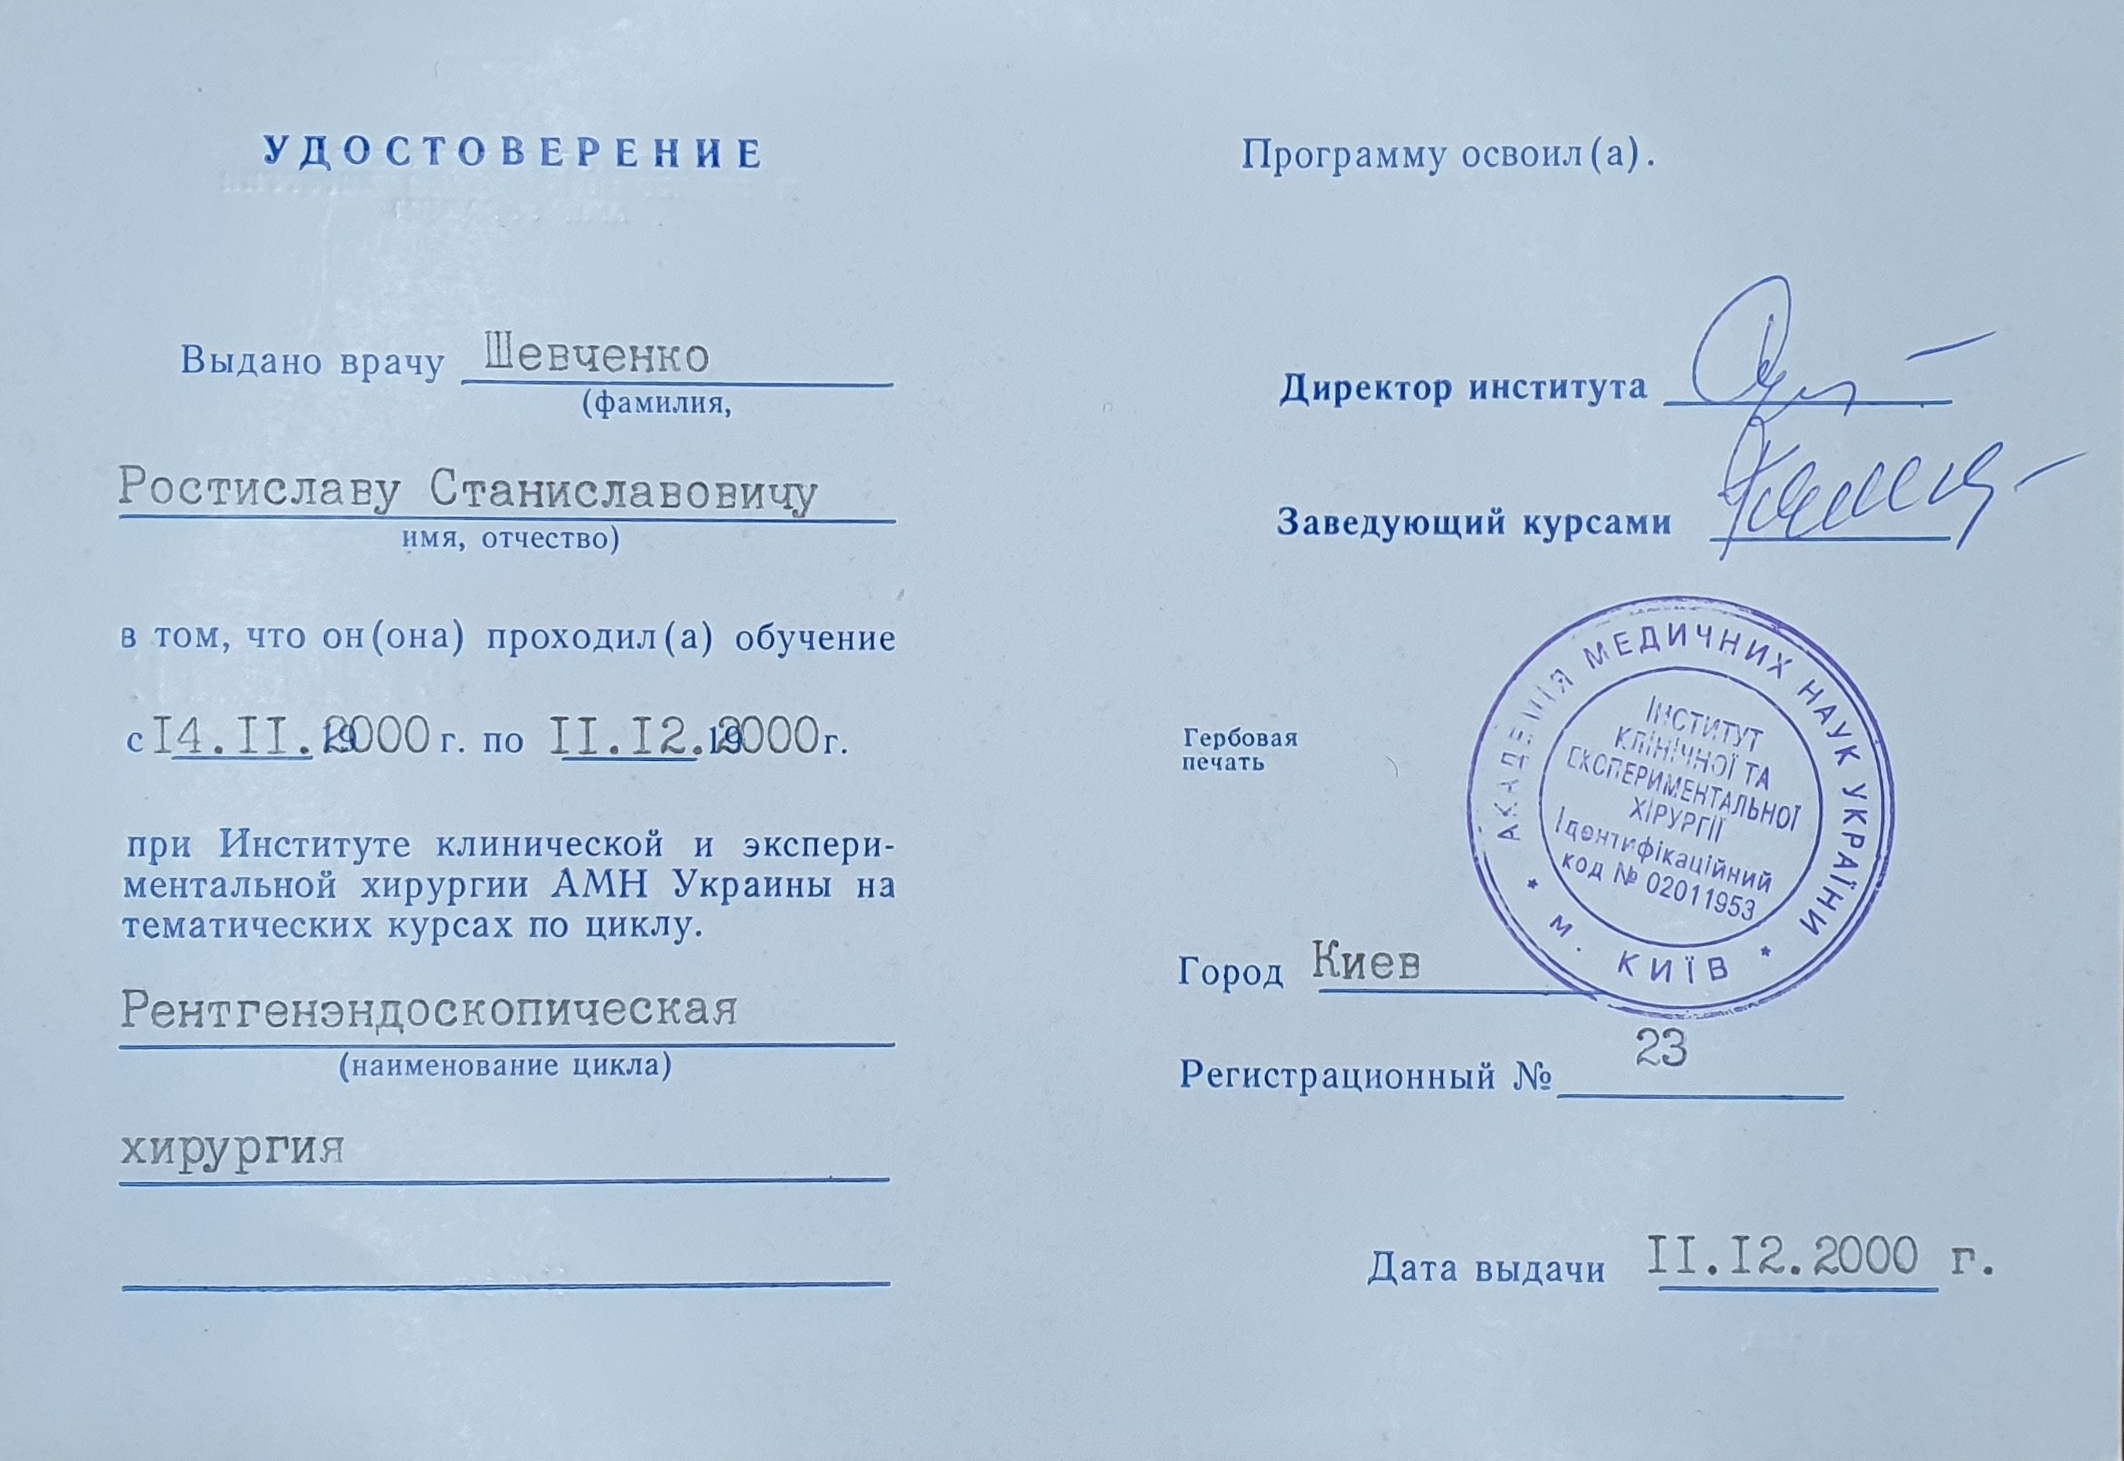 УДОСТОВЕРЕНИЕ
Выдано врачу Шевченко
(фамилия,
Ростиславу Станиславовичу
имя, отчество)
в том, что он(она) проходил(а) обучение
с I4.II.2000 г. по II.I2.2000 г.
при Институте клинической и экспери-
ментальной хирургии АМН Украины на
тематических курсах по циклу.
Рентгенэндоскопическая
(наименование цикла)
хирургия
Программу освоил(а).
Директор института
Заведующий курсами
Гербовая
печать
АКАДЕМІЯ МЕДИЧНИХ НАУК УКРАЇНИ
* М. КИЇВ *
ІНСТИТУТ
КЛІНІЧНОЇ ТА
ЕКСПЕРИМЕНТАЛЬНОЇ
ХІРУРГІЇ
Ідентифікаційний
код № 02011953
Город Киев
Регистрационный № 23
Дата выдачи II.I2.2000 г.